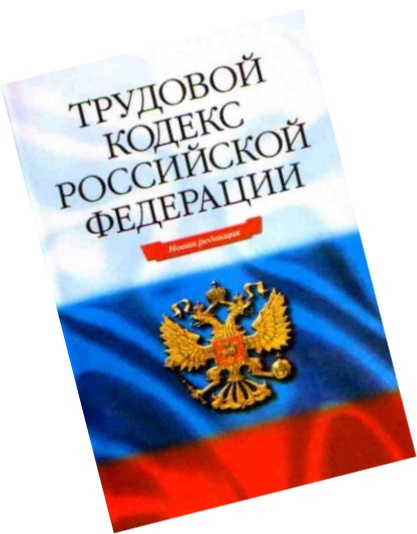 ТРУДОВОЙ
КОДЕКС
РОССИЙСКОЙ
ФЕДЕРАЦИИ
Новая редакция